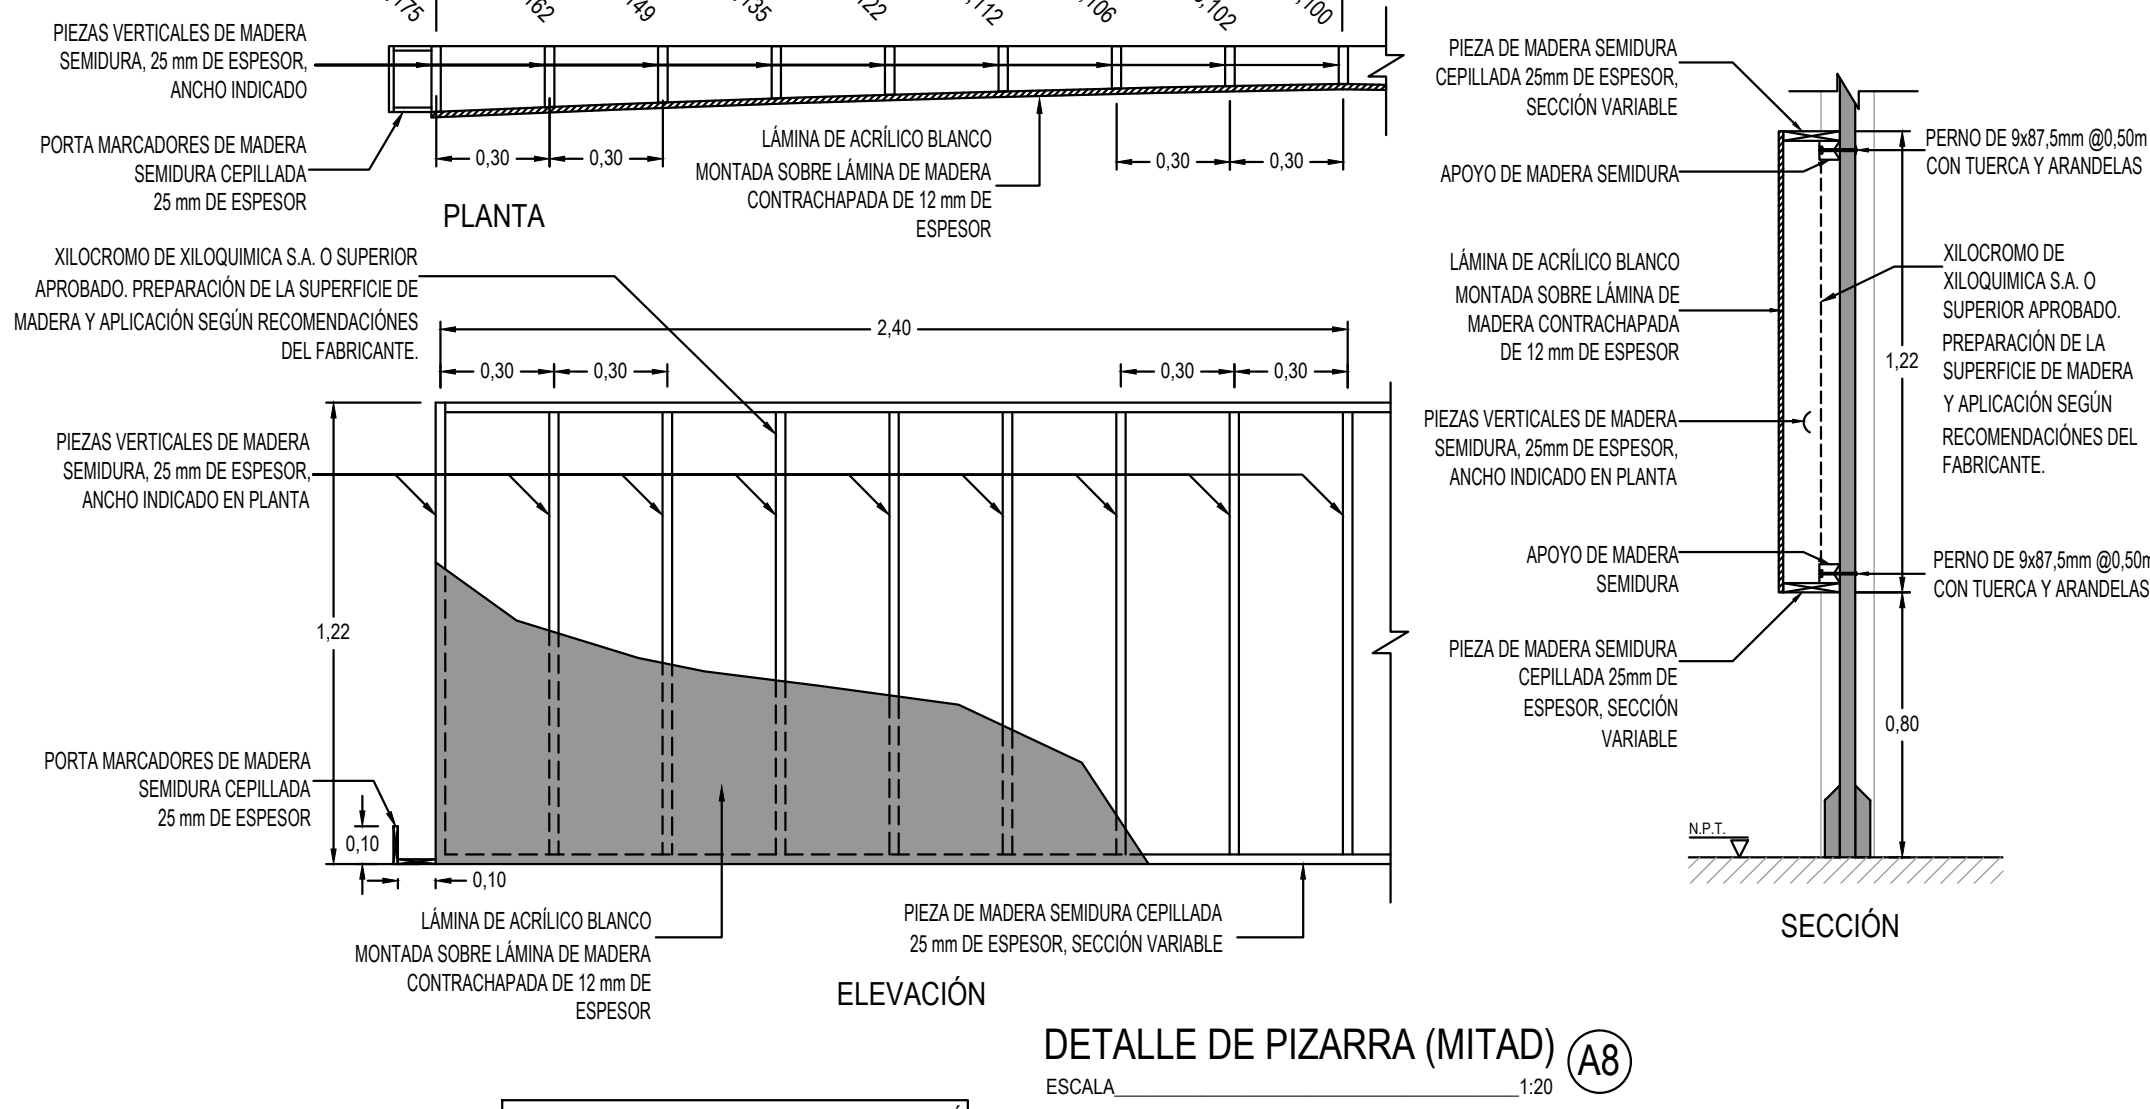 ,175
162
149
,135
,122
,112
,106
0,102
,100
PIEZAS VERTICALES DE MADERA
SEMIDURA, 25 mm DE ESPESOR,
ANCHO INDICADO
PORTA MARCADORES DE MADERA
SEMIDURA CEPILLADA
25 mm DE ESPESOR
0,30
0,30
0,30
0,30
LÁMINA DE ACRÍLICO BLANCO
MONTADA SOBRE LÁMINA DE MADERA
CONTRACHAPADA DE 12 mm DE
ESPESOR
PLANTA
XILOCROMO DE XILOQUIMICA S.A. O SUPERIOR
APROBADO. PREPARACIÓN DE LA SUPERFICIE DE
MADERA Y APLICACIÓN SEGÚN RECOMENDACIÓNES
DEL FABRICANTE.
2,40
0,30
0,30
0,30
0,30
PIEZAS VERTICALES DE MADERA
SEMIDURA, 25 mm DE ESPESOR,
ANCHO INDICADO EN PLANTA
1,22
PORTA MARCADORES DE MADERA
SEMIDURA CEPILLADA
25 mm DE ESPESOR
0,10
0,10
LÁMINA DE ACRÍLICO BLANCO
MONTADA SOBRE LÁMINA DE MADERA
CONTRACHAPADA DE 12 mm DE
ESPESOR
PIEZA DE MADERA SEMIDURA CEPILLADA
25 mm DE ESPESOR, SECCIÓN VARIABLE
ELEVACIÓN
PIEZA DE MADERA SEMIDURA
CEPILLADA 25mm DE ESPESOR,
SECCIÓN VARIABLE
APOYO DE MADERA SEMIDURA
LÁMINA DE ACRÍLICO BLANCO
MONTADA SOBRE LÁMINA DE
MADERA CONTRACHAPADA
DE 12 mm DE ESPESOR
PIEZAS VERTICALES DE MADERA
SEMIDURA, 25mm DE ESPESOR,
ANCHO INDICADO EN PLANTA
APOYO DE MADERA
SEMIDURA
PIEZA DE MADERA SEMIDURA
CEPILLADA 25mm DE
ESPESOR, SECCIÓN
VARIABLE
PERNO DE 9x87,5mm @0,50m
CON TUERCA Y ARANDELAS
XILOCROMO DE
XILOQUIMICA S.A. O
SUPERIOR APROBADO.
PREPARACIÓN DE LA
SUPERFICIE DE MADERA
Y APLICACIÓN SEGÚN
RECOMENDACIÓNES DEL
FABRICANTE.
1,22
PERNO DE 9x87,5mm @0,50m
CON TUERCA Y ARANDELAS
0,80
N.P.T.
SECCIÓN
DETALLE DE PIZARRA (MITAD)
A8
ESCALA 1:20